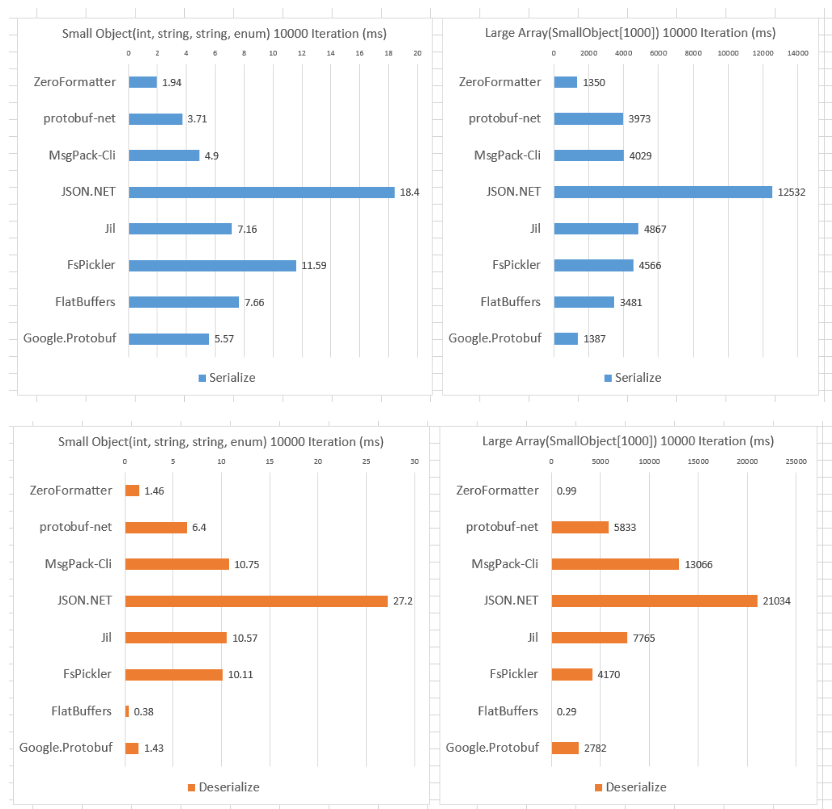 Small Object(int, string, string, enum) 10000 Iteration (ms)
0 2 4 6 8 10 12 14 16 18 20
ZeroFormatter 1.94
protobuf-net 3.71
MsgPack-Cli 4.9
JSON.NET 18.4
Jil 7.16
FsPickler 11.59
FlatBuffers 7.66
Google.Protobuf 5.57
Serialize
Large Array(SmallObject[1000]) 10000 Iteration (ms)
0 2000 4000 6000 8000 10000 12000 14000
ZeroFormatter 1350
protobuf-net 3973
MsgPack-Cli 4029
JSON.NET 12532
Jil 4867
FsPickler 4566
FlatBuffers 3481
Google.Protobuf 1387
Serialize
Small Object(int, string, string, enum) 10000 Iteration (ms)
0 5 10 15 20 25 30
ZeroFormatter 1.46
protobuf-net 6.4
MsgPack-Cli 10.75
JSON.NET 27.2
Jil 10.57
FsPickler 10.11
FlatBuffers 0.38
Google.Protobuf 1.43
Deserialize
Large Array(SmallObject[1000]) 10000 Iteration (ms)
0 5000 10000 15000 20000 25000
ZeroFormatter 0.99
protobuf-net 5833
MsgPack-Cli 13066
JSON.NET 21034
Jil 7765
FsPickler 4170
FlatBuffers 0.29
Google.Protobuf 2782
Deserialize